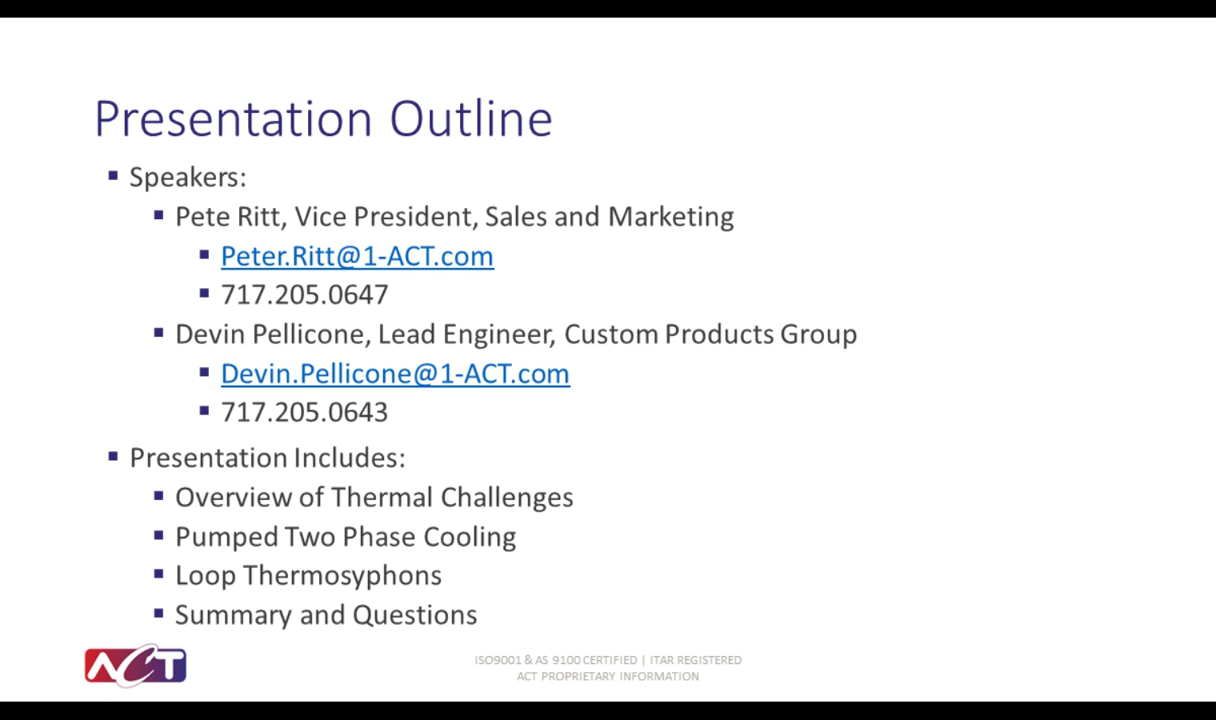 Presentation Outline
Speakers:
Pete Ritt, Vice President, Sales and Marketing
Peter.Ritt@1-ACT.com
717.205.0647
Devin Pellicone, Lead Engineer, Custom Products Group
Devin.Pellicone@1-ACT.com
717.205.0643
Presentation Includes:
Overview of Thermal Challenges
Pumped Two Phase Cooling
Loop Thermosyphons
Summary and Questions
ACT
ISO9001 & AS 9100 CERTIFIED | ITAR REGISTERED
ACT PROPRIETARY INFORMATION